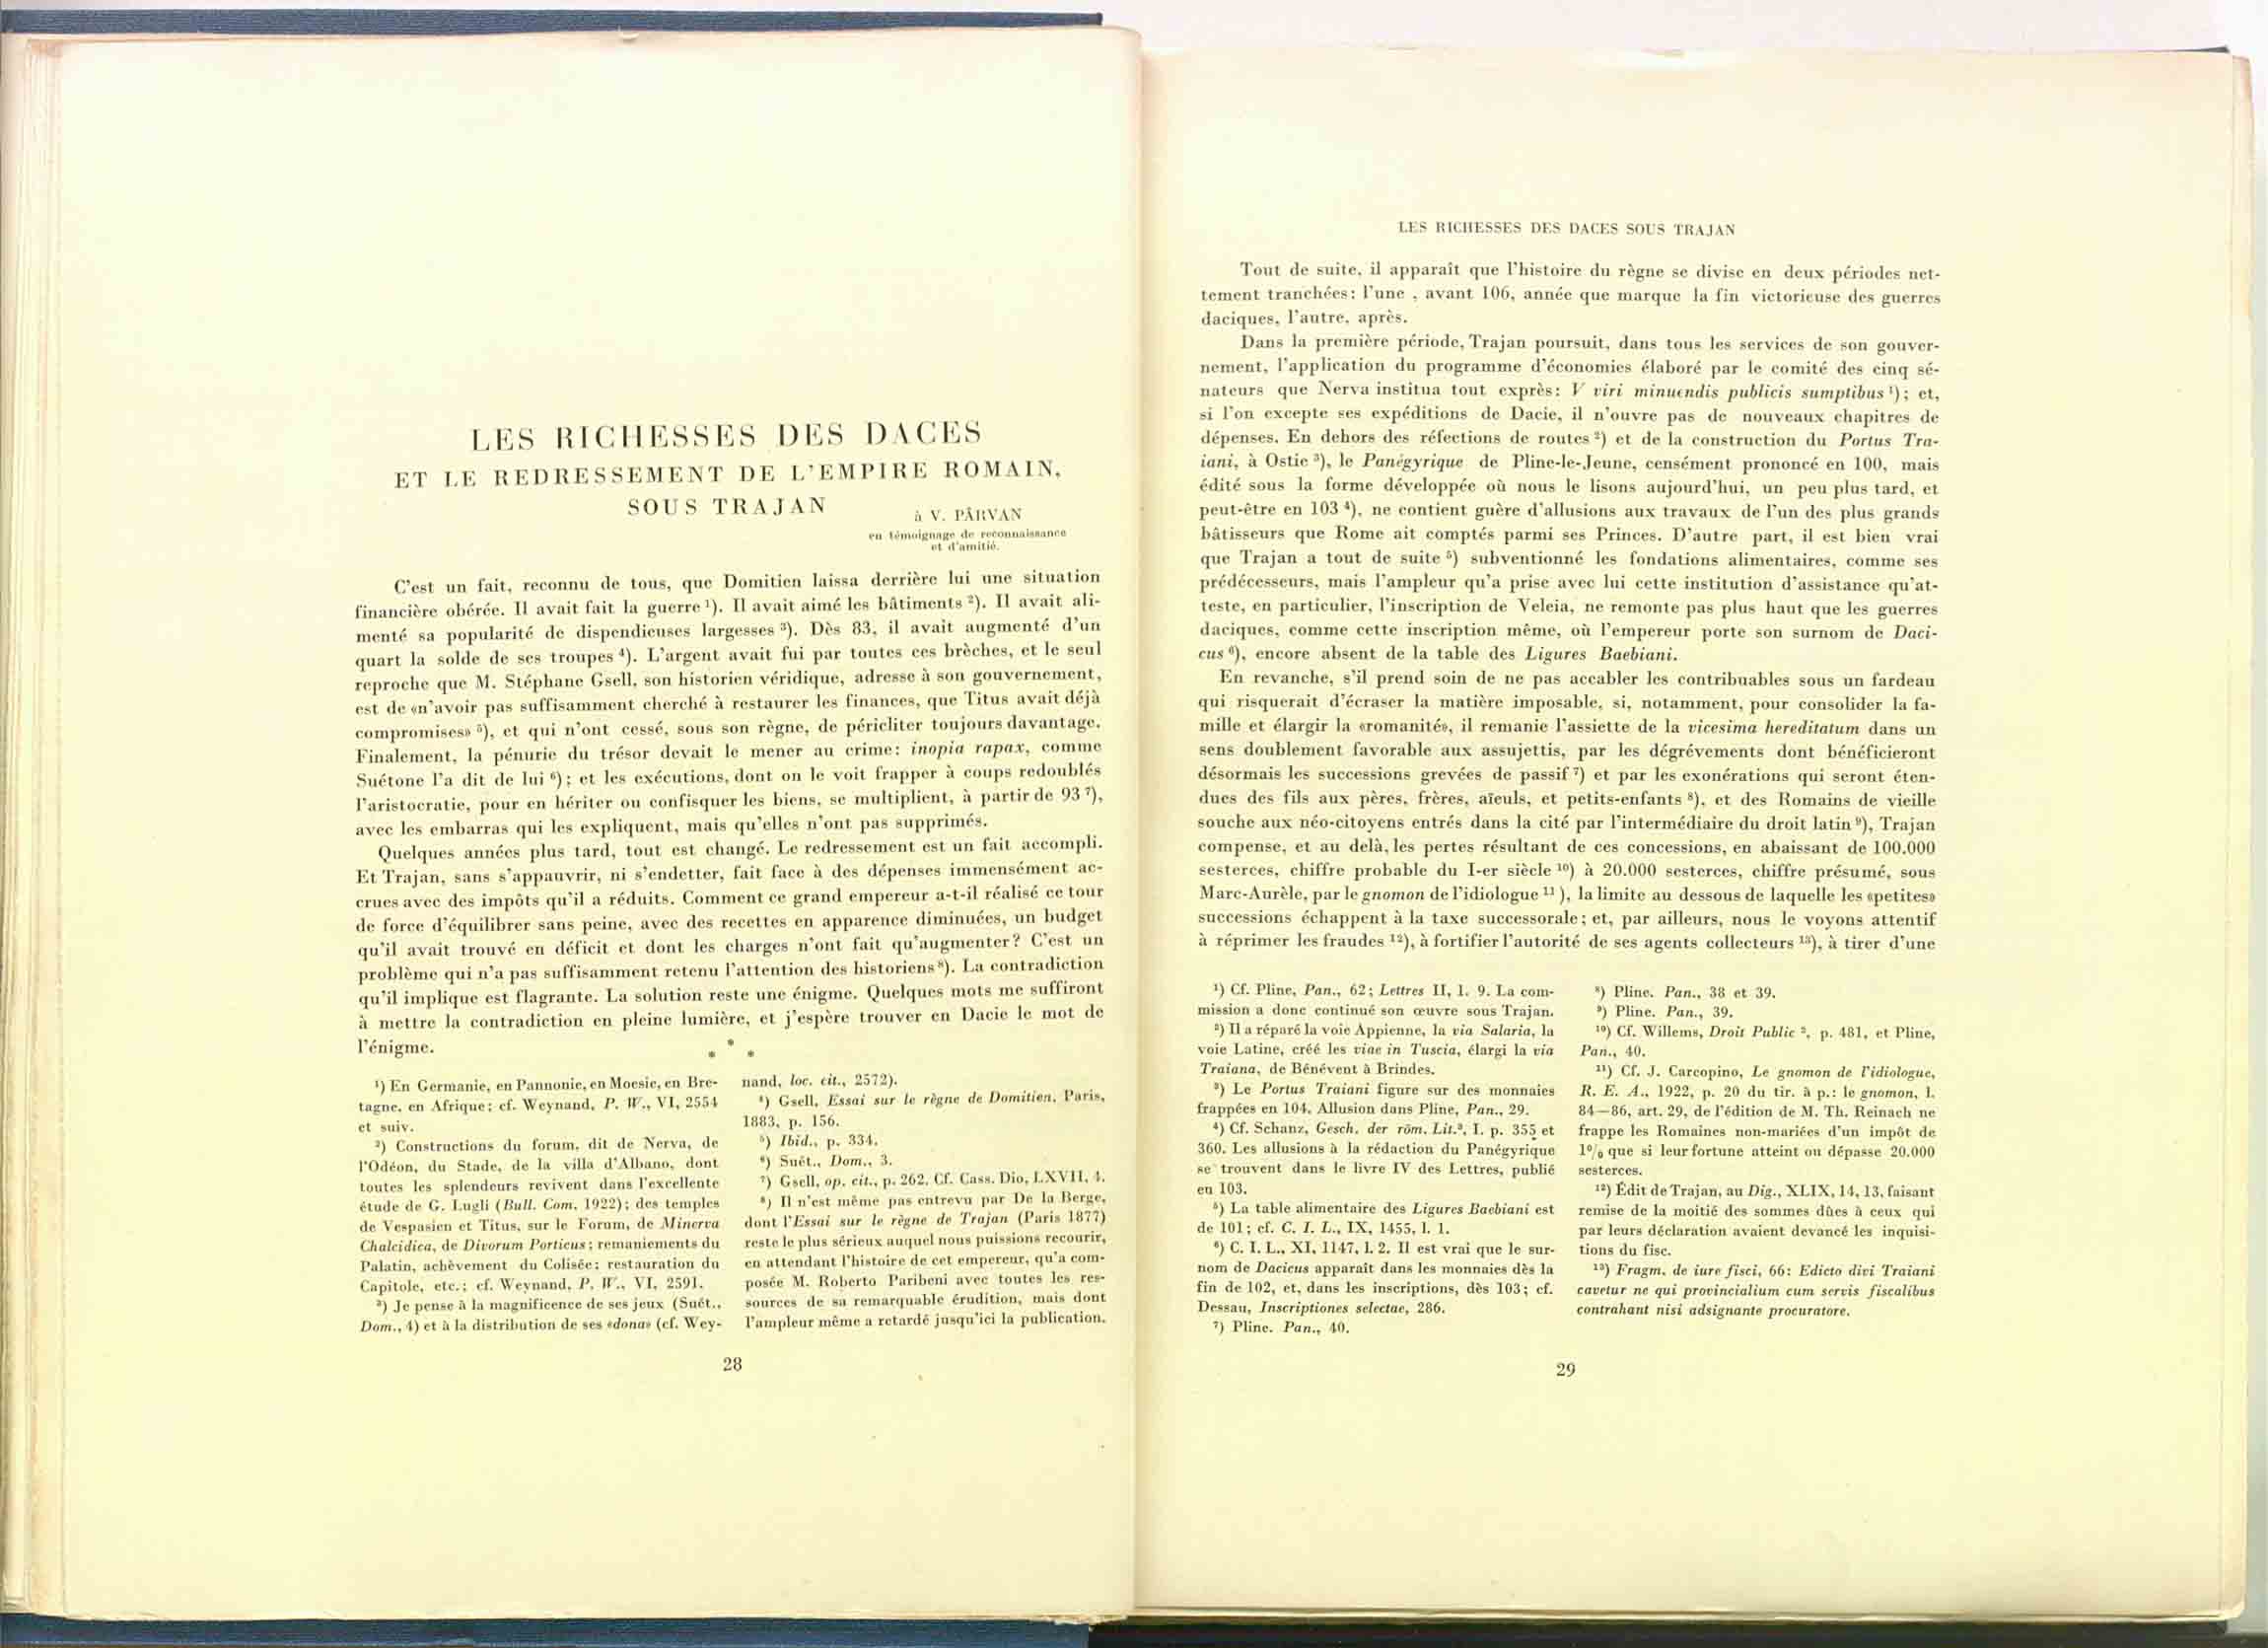 LES RICHESSES DES DACES
ET LE REDRESSEMENT DE L'EMPIRE ROMAIN,
SOUS TRAJAN
à V. PÂRVAN
en témoignage de reconnaissance
et d'amitié.
C'est un fait, reconnu de tous, que Domitien laissa derrière lui une situation
financière obérée. Il avait fait la guerre ¹). Il avait aimé les bâtiments ²). Il avait ali-
menté sa popularité de dispendieuses largesses ³). Dès 83, il avait augmenté d'un
quart la solde de ses troupes ⁴). L'argent avait fui par toutes ces brèches, et le seul
reproche que M. Stéphane Gsell, son historien véridique, adresse à son gouvernement,
est de «n'avoir pas suffisamment cherché à restaurer les finances, que Titus avait déjà
compromises» ⁵), et qui n'ont cessé, sous son règne, de péricliter toujours davantage.
Finalement, la pénurie du trésor devait le mener au crime: inopia rapax, comme
Suétone l'a dit de lui ⁶); et les exécutions, dont on le voit frapper à coups redoublés
l'aristocratie, pour en hériter ou confisquer les biens, se multiplient, à partir de 93 ⁷),
avec les embarras qui les expliquent, mais qu'elles n'ont pas supprimés.
Quelques années plus tard, tout est changé. Le redressement est un fait accompli.
Et Trajan, sans s'appauvrir, ni s'endetter, fait face à des dépenses immensément ac-
crues avec des impôts qu'il a réduits. Comment ce grand empereur a-t-il réalisé ce tour
de force d'équilibrer sans peine, avec des recettes en apparence diminuées, un budget
qu'il avait trouvé en déficit et dont les charges n'ont fait qu'augmenter? C'est un
problème qui n'a pas suffisamment retenu l'attention des historiens ⁸). La contradiction
qu'il implique est flagrante. La solution reste une énigme. Quelques mots me suffiront
à mettre la contradiction en pleine lumière, et j'espère trouver en Dacie le mot de
l'énigme.
* * *
¹) En Germanie, en Pannonie, en Moesie, en Bre-
tagne, en Afrique; cf. Weynand, P. W., VI, 2554
et suiv.
²) Constructions du forum, dit de Nerva, de
l'Odéon, du Stade, de la villa d'Albano, dont
toutes les splendeurs revivent dans l'excellente
étude de G. Lugli (Bull. Com. 1922); des temples
de Vespasien et Titus, sur le Forum, de Minerva
Chalcidica, de Divorum Porticus; remaniements du
Palatin, achèvement du Colisée; restauration du
Capitole, etc.; cf. Weynand, P. W., VI, 2591.
³) Je pense à la magnificence de ses jeux (Suét.,
Dom., 4) et à la distribution de ses «dona» (cf. Wey-
nand, loc. cit., 2572).
⁴) Gsell, Essai sur le règne de Domitien, Paris,
1883, p. 156.
⁵) Ibid., p. 334.
⁶) Suét., Dom., 3.
⁷) Gsell, op. cit., p. 262. Cf. Cass. Dio, LXVII, 4.
⁸) Il n'est même pas entrevu par De la Berge,
dont l'Essai sur le règne de Trajan (Paris 1877)
reste le plus sérieux auquel nous puissions recourir,
en attendant l'histoire de cet empereur, qu'a com-
posée M. Roberto Paribeni avec toutes les res-
sources de sa remarquable érudition, mais dont
l'ampleur même a retardé jusqu'ici la publication.
28
LES RICHESSES DES DACES SOUS TRAJAN
Tout de suite, il apparaît que l'histoire du règne se divise en deux périodes net-
tement tranchées: l'une , avant 106, année que marque la fin victorieuse des guerres
daciques, l'autre, après.
Dans la première période, Trajan poursuit, dans tous les services de son gouver-
nement, l'application du programme d'économies élaboré par le comité des cinq sé-
nateurs que Nerva institua tout exprès: V viri minuendis publicis sumptibus ¹); et,
si l'on excepte ses expéditions de Dacie, il n'ouvre pas de nouveaux chapitres de
dépenses. En dehors des réfections de routes ²) et de la construction du Portus Tra-
iani, à Ostie ³), le Panégyrique de Pline-le-Jeune, censément prononcé en 100, mais
édité sous la forme développée où nous le lisons aujourd'hui, un peu plus tard, et
peut-être en 103 ⁴), ne contient guère d'allusions aux travaux de l'un des plus grands
bâtisseurs que Rome ait comptés parmi ses Princes. D'autre part, il est bien vrai
que Trajan a tout de suite ⁵) subventionné les fondations alimentaires, comme ses
prédécesseurs, mais l'ampleur qu'a prise avec lui cette institution d'assistance qu'at-
teste, en particulier, l'inscription de Veleia, ne remonte pas plus haut que les guerres
daciques, comme cette inscription même, où l'empereur porte son surnom de Daci-
cus ⁶), encore absent de la table des Ligures Baebiani.
En revanche, s'il prend soin de ne pas accabler les contribuables sous un fardeau
qui risquerait d'écraser la matière imposable, si, notamment, pour consolider la fa-
mille et élargir la «romanité», il remanie l'assiette de la vicesima hereditatum dans un
sens doublement favorable aux assujettis, par les dégrévements dont bénéficieront
désormais les successions grevées de passif ⁷) et par les exonérations qui seront éten-
dues des fils aux pères, frères, aïeuls, et petits-enfants ⁸), et des Romains de vieille
souche aux néo-citoyens entrés dans la cité par l'intermédiaire du droit latin ⁹), Trajan
compense, et au delà, les pertes résultant de ces concessions, en abaissant de 100.000
sesterces, chiffre probable du I-er siècle ¹⁰) à 20.000 sesterces, chiffre présumé, sous
Marc-Aurèle, par le gnomon de l'idiologue ¹¹ ), la limite au dessous de laquelle les «petites»
successions échappent à la taxe successorale; et, par ailleurs, nous le voyons attentif
à réprimer les fraudes ¹²), à fortifier l'autorité de ses agents collecteurs ¹³), à tirer d'une
¹) Cf. Pline, Pan., 62; Lettres II, 1. 9. La com-
mission a donc continué son œuvre sous Trajan.
²) Il a réparé la voie Appienne, la via Salaria, la
voie Latine, créé les viae in Tuscia, élargi la via
Traiana, de Bénévent à Brindes.
³) Le Portus Traiani figure sur des monnaies
frappées en 104. Allusion dans Pline, Pan., 29.
⁴) Cf. Schanz, Gesch. der röm. Lit.³, I. p. 355 et
360. Les allusions à la rédaction du Panégyrique
se trouvent dans le livre IV des Lettres, publié
en 103.
⁵) La table alimentaire des Ligures Baebiani est
de 101; cf. C. I. L., IX, 1455, l. 1.
⁶) C. I. L., XI, 1147, l. 2. Il est vrai que le sur-
nom de Dacicus apparaît dans les monnaies dès la
fin de 102, et, dans les inscriptions, dès 103; cf.
Dessau, Inscriptiones selectae, 286.
⁷) Pline. Pan., 40.
⁸) Pline. Pan., 38 et 39.
⁹) Pline. Pan., 39.
¹⁰) Cf. Willems, Droit Public ⁵, p. 481, et Pline,
Pan., 40.
¹¹) Cf. J. Carcopino, Le gnomon de l'idiologue,
R. E. A., 1922, p. 20 du tir. à p.: le gnomon, l.
84—86, art. 29, de l'édition de M. Th. Reinach ne
frappe les Romaines non-mariées d'un impôt de
1% que si leur fortune atteint ou dépasse 20.000
sesterces.
¹²) Édit de Trajan, au Dig., XLIX, 14, 13, faisant
remise de la moitié des sommes dûes à ceux qui
par leurs déclaration avaient devancé les inquisi-
tions du fisc.
¹³) Fragm. de iure fisci, 66: Edicto divi Traiani
cavetur ne qui provincialium cum servis fiscalibus
contrahant nisi adsignante procuratore.
29